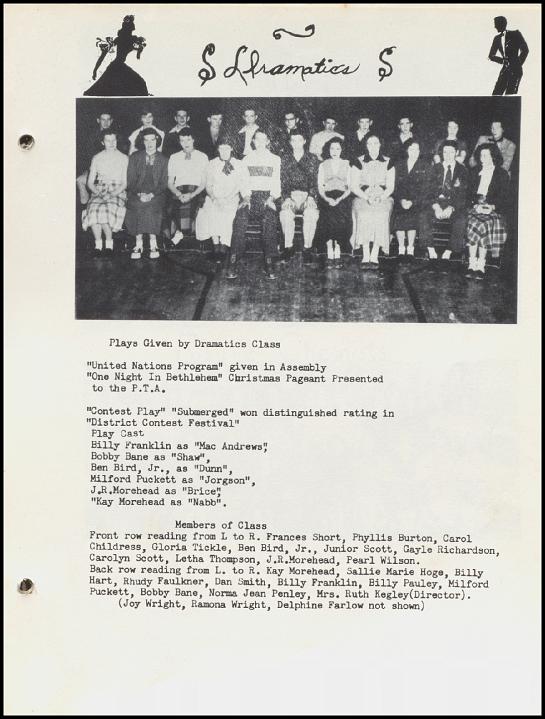 Dramatics
Plays Given by Dramatics Class
"United Nations Program" given in Assembly
"One Night In Bethlehem" Christmas Pageant Presented
to the P.T.A.
"Contest Play" "Submerged" won distinguished rating in
"District Contest Festival"
Play Cast
Billy Franklin as "Mac Andrews",
Bobby Bane as "Shaw",
Ben Bird, Jr., as "Dunn",
Milford Puckett as "Jorgson",
J.R.Morehead as "Brice",
"Kay Morehead as "Nabb".
Members of Class
Front row reading from L to R. Frances Short, Phyllis Burton, Carol
Childress, Gloria Tickle, Ben Bird, Jr., Junior Scott, Gayle Richardson,
Carolyn Scott, Letha Thompson, J.R.Morehead, Pearl Wilson.
Back row reading from L. to R. Kay Morehead, Sallie Marie Hoge, Billy
Hart, Rhudy Faulkner, Dan Smith, Billy Franklin, Billy Pauley, Milford
Puckett, Bobby Bane, Norma Jean Penley, Mrs. Ruth Kegley(Director).
(Joy Wright, Ramona Wright, Delphine Farlow not shown)